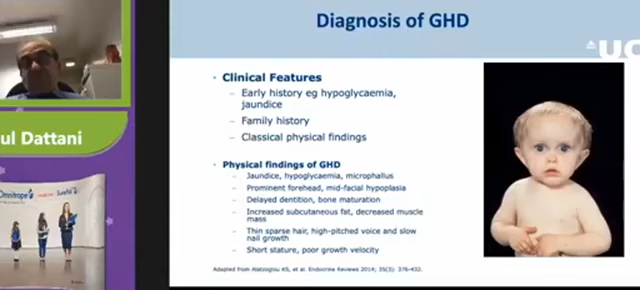 Diagnosis of GHD
UC
Clinical Features
Early history eg hypoglycaemia,
jaundice
Family history
Classical physical findings
Physical findings of GHD
Jaundice, hypoglycaemia, microphallus
Prominent forehead, mid-facial hypoplasia
Delayed dentition, bone maturation
Increased subcutaneous fat, decreased muscle
mass
Thin sparse hair, high-pitched voice and slow
nail growth
Short stature, poor growth velocity
Adapted from Alatzoglou KS, et al. Endocrine Reviews 2014; 35(3): 376-432.
ul Dattani
Omnitrope